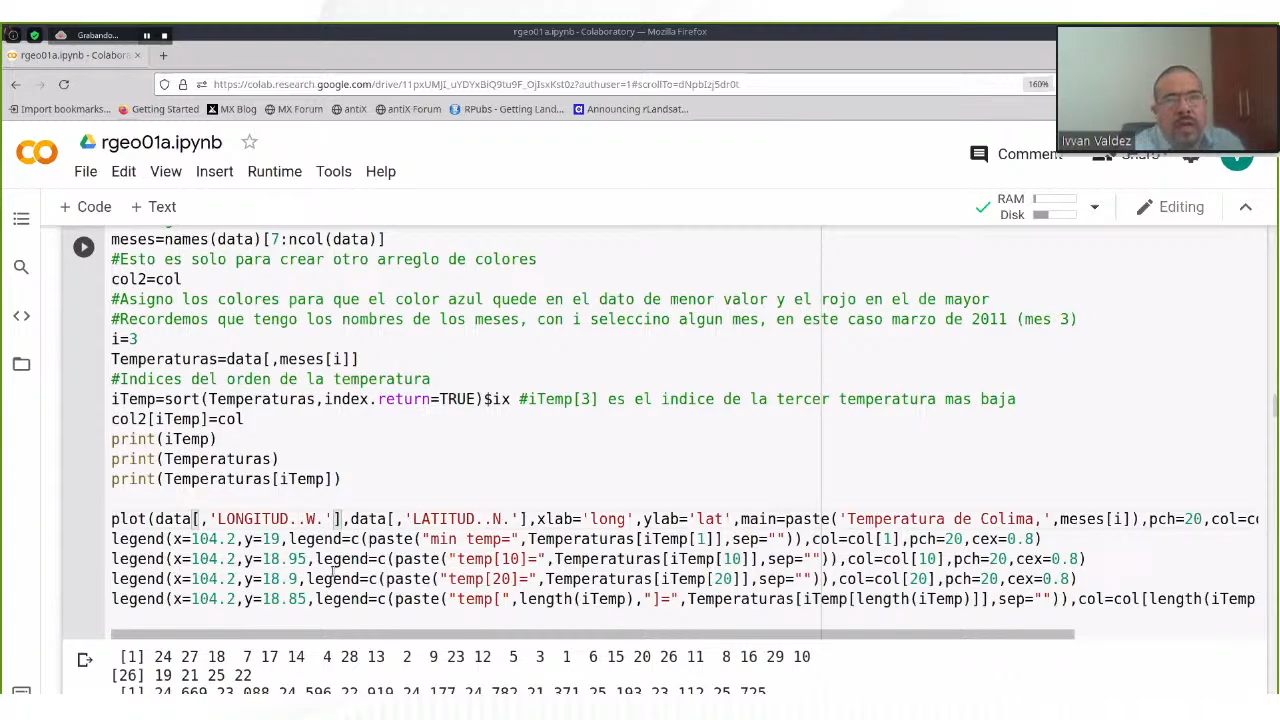 rgeo01a.ipynb - Colaboratory — Mozilla Firefox
Grabando...
rgeo01a.ipynb - Colabora
https://colab.research.google.com/drive/11pxUMJI_uYDYxBiQ9tu9F_OjIsxKst0z?authuser=1#scrollTo=dNpbIzj5dr0t
160%
Import bookmarks...
Getting Started
MX Blog
MX Forum
antiX
antiX Forum
RPubs - Getting Land...
Announcing rLandsat...
Ivvan Valdez
rgeo01a.ipynb
File Edit View Insert Runtime Tools Help
+ Code + Text
RAM
Disk
Editing
meses=names(data)[7:ncol(data)]
#Esto es solo para crear otro arreglo de colores
col2=col
#Asigno los colores para que el color azul quede en el dato de menor valor y el rojo en el de mayor
#Recordemos que tengo los nombres de los meses, con i seleccino algun mes, en este caso marzo de 2011 (mes 3)
i=3
Temperaturas=data[,meses[i]]
#Indices del orden de la temperatura
iTemp=sort(Temperaturas,index.return=TRUE)$ix #iTemp[3] es el indice de la tercer temperatura mas baja
col2[iTemp]=col
print(iTemp)
print(Temperaturas)
print(Temperaturas[iTemp])
plot(data[,'LONGITUD..W.'],data[,'LATITUD..N.'],xlab='long',ylab='lat',main=paste('Temperatura de Colima,',meses[i]),pch=20,col=co
legend(x=104.2,y=19,legend=c(paste("min temp=",Temperaturas[iTemp[1]],sep="")),col=col[1],pch=20,cex=0.8)
legend(x=104.2,y=18.95,legend=c(paste("temp[10]=",Temperaturas[iTemp[10]],sep="")),col=col[10],pch=20,cex=0.8)
legend(x=104.2,y=18.9,legend=c(paste("temp[20]=",Temperaturas[iTemp[20]],sep="")),col=col[20],pch=20,cex=0.8)
legend(x=104.2,y=18.85,legend=c(paste("temp[",length(iTemp),"]=",Temperaturas[iTemp[length(iTemp)]],sep="")),col=col[length(iTemp
[1] 24 27 18 7 17 14 4 28 13 2 9 23 12 5 3 1 6 15 20 26 11 8 16 29 10
[26] 19 21 25 22